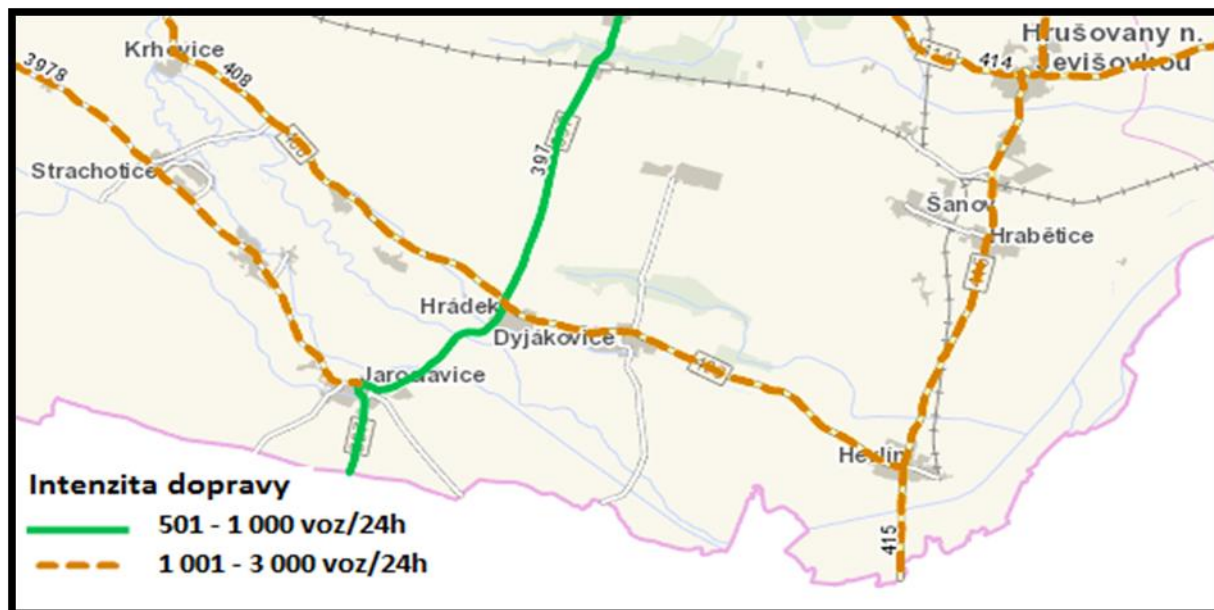 Krhovice
3978
408
414
Hrušovany n.
Jevišovkou
Strachotice
397
Šanov
Hrabětice
Hrádek
Dyjákovice
Jaroslavice
Hevlín
415
Intenzita dopravy
501 - 1 000 voz/24h
1 001 - 3 000 voz/24h